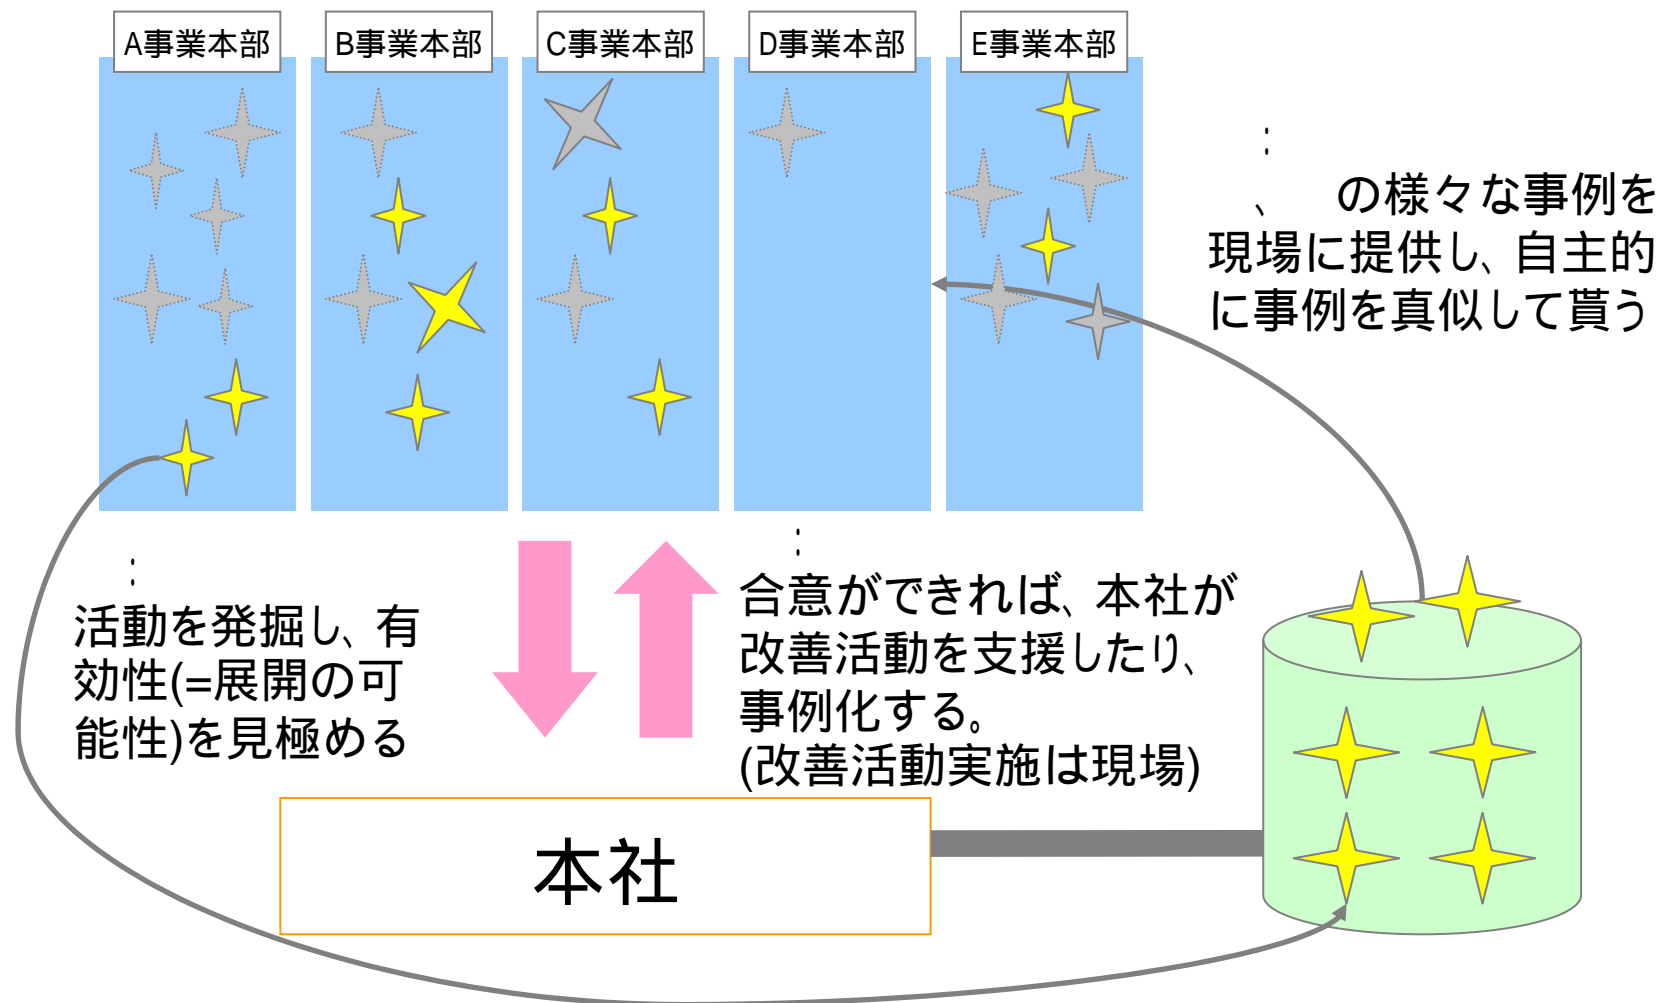 A事業本部
B事業本部
C事業本部
D事業本部
E事業本部
:
、 の様々な事例を
現場に提供し、自主的
に事例を真似して貰う
:
活動を発掘し、有
効性(=展開の可
能性)を見極める
:
合意ができれば、本社が
改善活動を支援したり、
事例化する。
(改善活動実施は現場)
本社